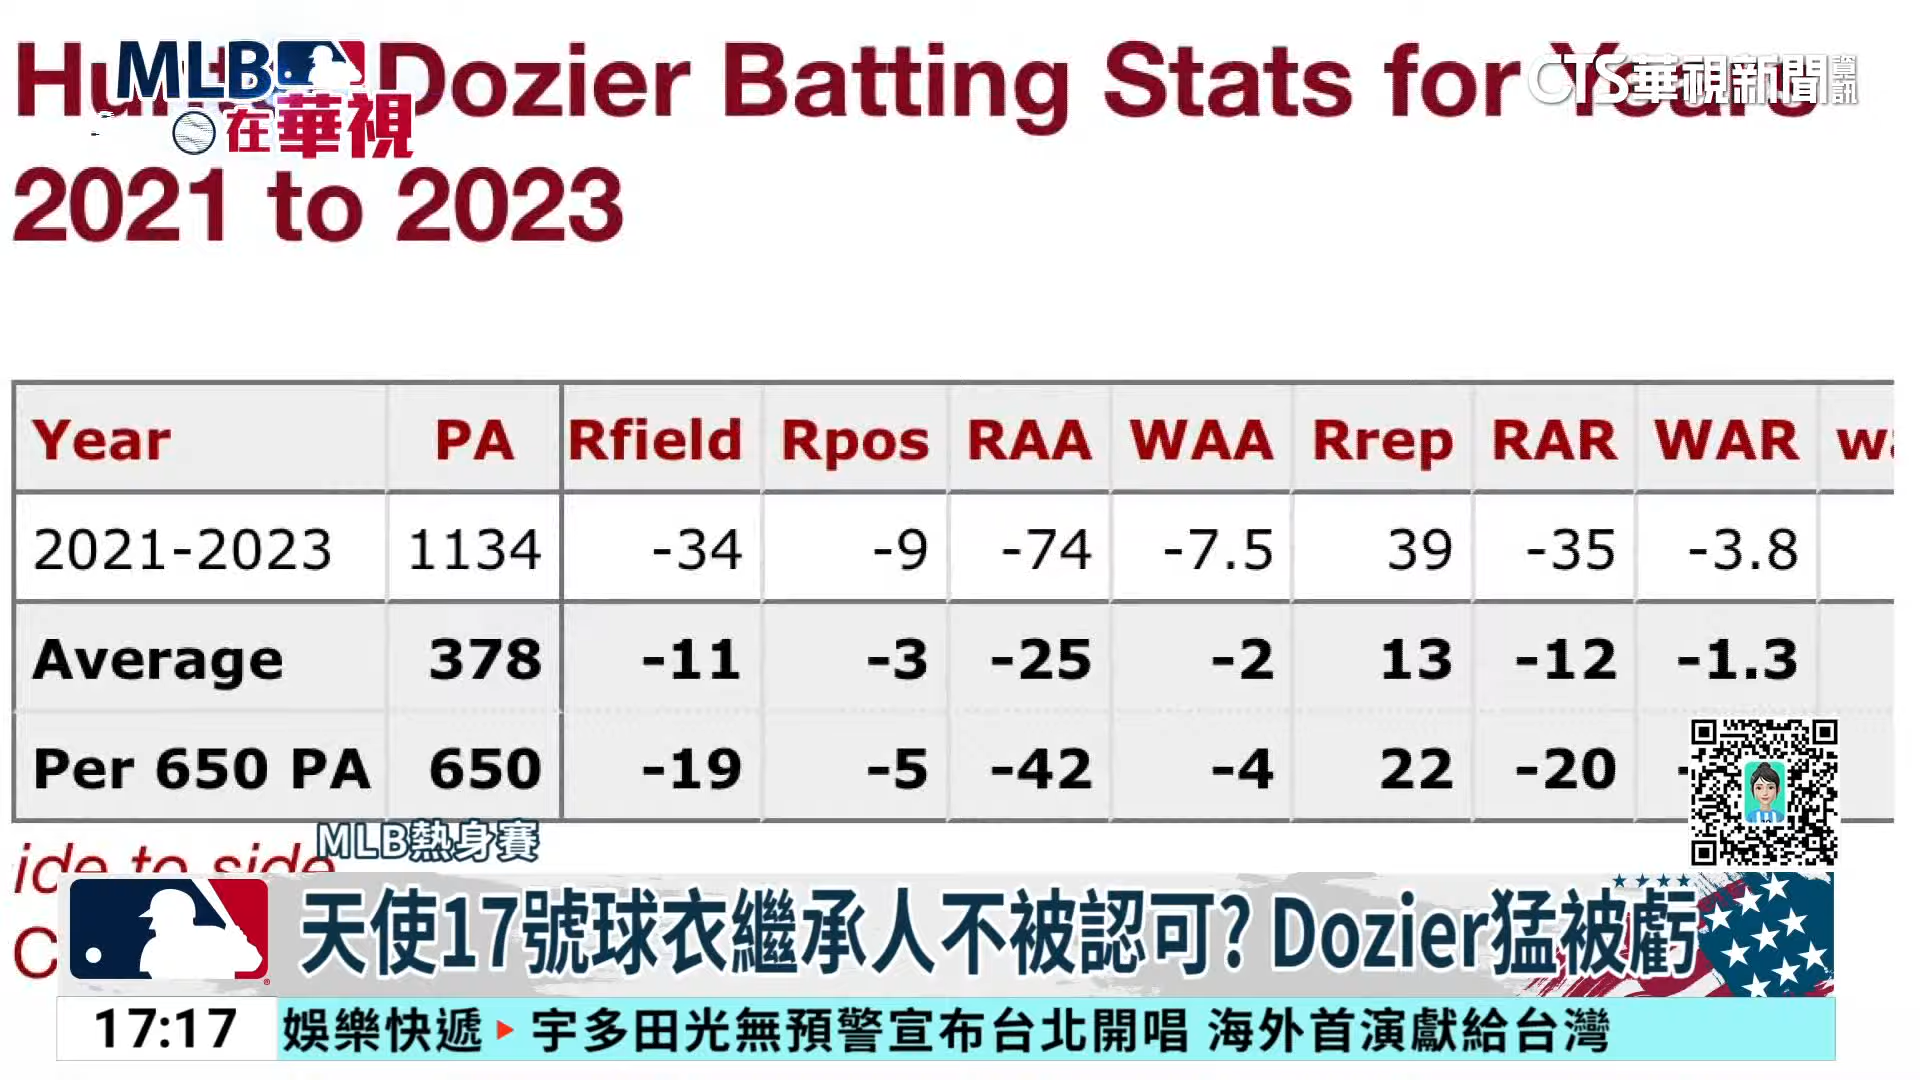 Dozier Batting Stats for Years
2021 to 2023
MLB
在華視
CTS華視新聞資訊
Year PA Rfield Rpos RAA WAA Rrep RAR WAR
2021-2023 1134 -34 -9 -74 -7.5 39 -35 -3.8
Average 378 -11 -3 -25 -2 13 -12 -1.3
Per 650 PA 650 -19 -5 -42 -4 22 -20
ide to side
MLB熱身賽
天使17號球衣繼承人不被認可? Dozier猛被虧
17:17 娛樂快遞 宇多田光無預警宣布台北開唱 海外首演獻給台灣